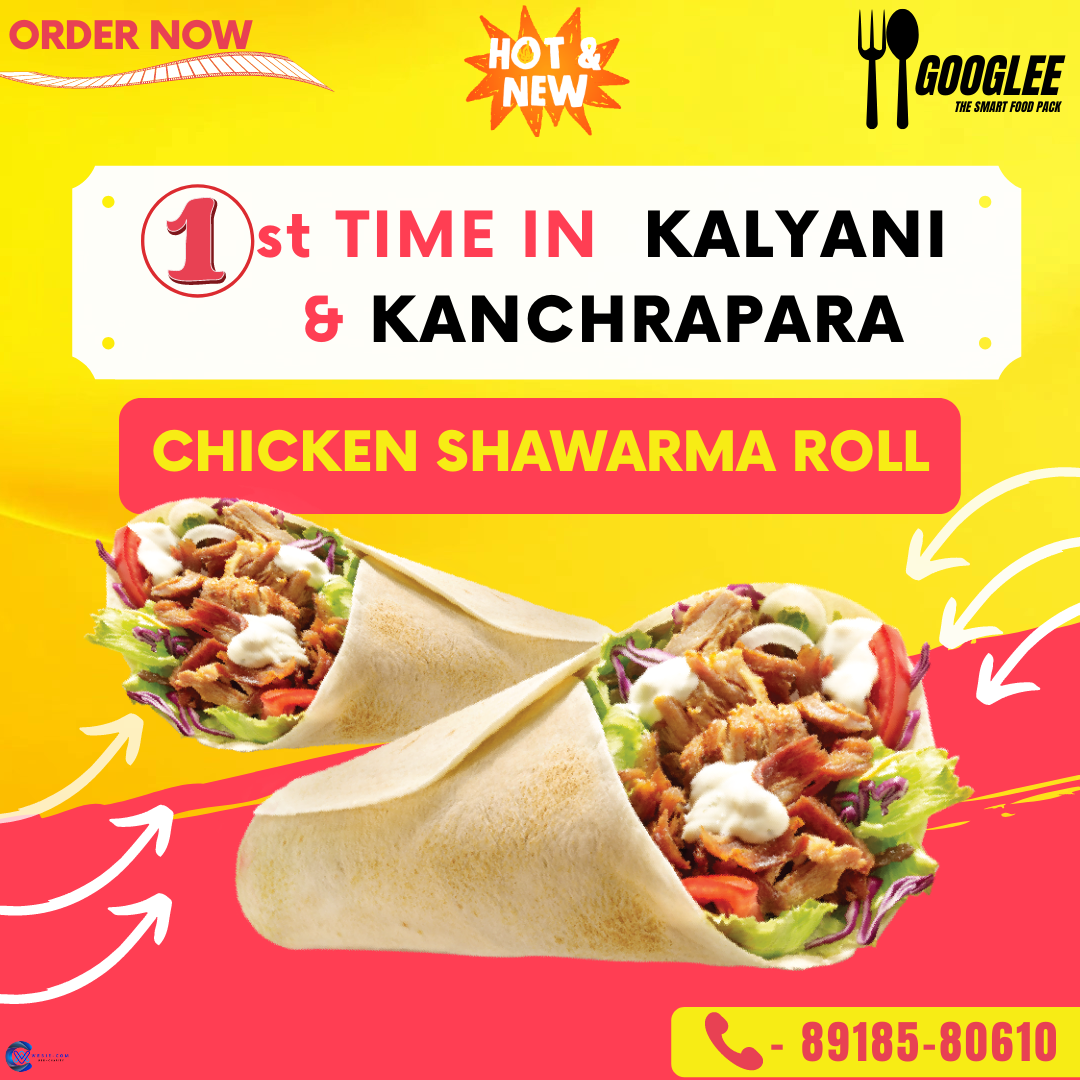 ORDER NOW
HOT &
NEW
GOOGLEE
THE SMART FOOD PACK
1st TIME IN KALYANI
& KANCHRAPARA
CHICKEN SHAWARMA ROLL
- 89185-80610